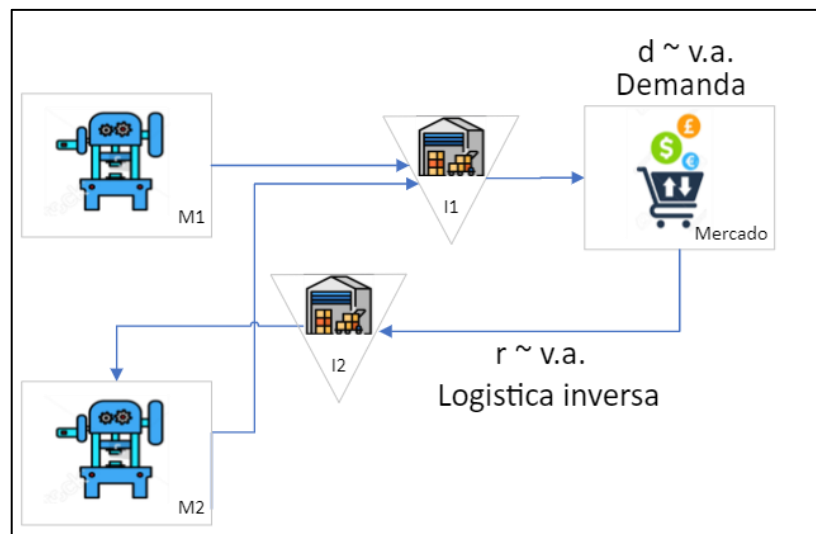 d ~ v.a.
Demanda
M1
I1
$
£
€
Mercado
I2
r ~ v.a.
Logistica inversa
M2